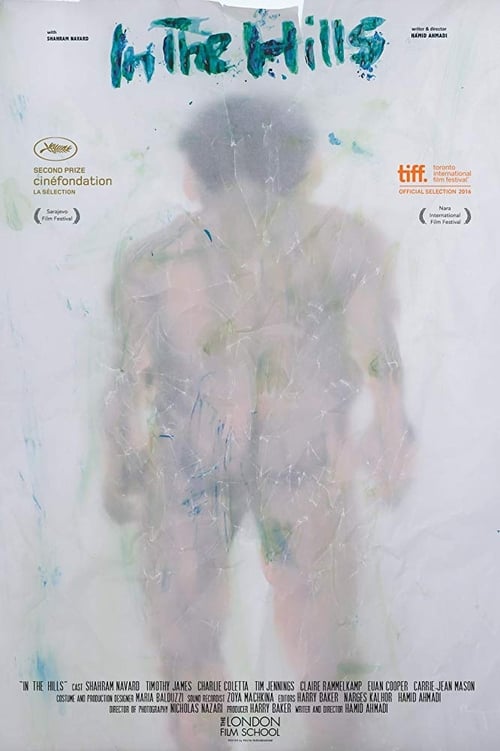 with
SHAHRAM NAVARD
writer & director
HAMID AHMADI
In The Hills
SECOND PRIZE
cinéfondation
LA SÉLECTION
Sarajevo
Film Festival
tiff. toronto
international
film festival
OFFICIAL SELECTION 2016
Nara
International
Film Festival
"IN THE HILLS" CAST SHAHRAM NAVARD TIMOTHY JAMES CHARLIE COLETTA TIM JENNINGS CLAIRE RAMMELKAMP EUAN COOPER CARRIE-JEAN MASON
COSTUME AND PRODUCTION DESIGNER MARIA BALDUZZI SOUND RECORDIST ZOYA MACHKINA EDITORS HARRY BAKER NARGES KALHOR HAMID AHMADI
DIRECTOR OF PHOTOGRAPHY NICHOLAS NAZARI PRODUCER HARRY BAKER WRITER AND DIRECTOR HAMID AHMADI
THE LONDON
FILM SCHOOL